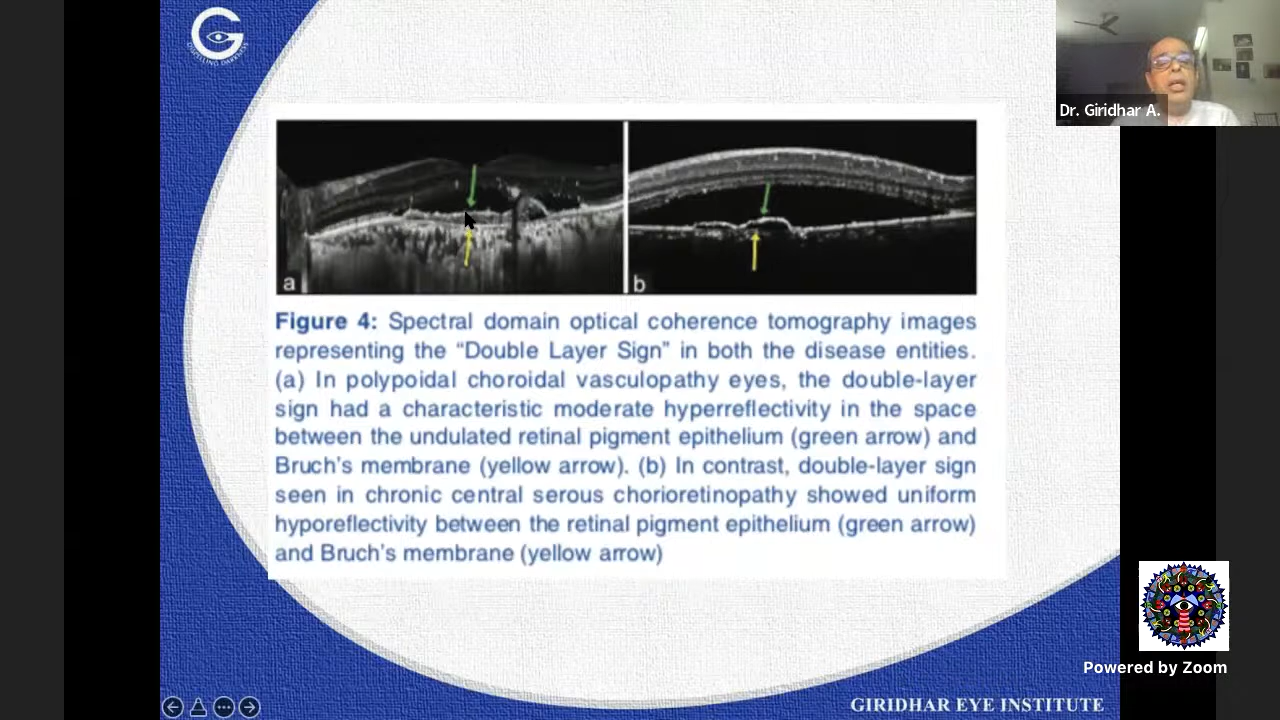 Dr. Giridhar A.
a
b
Figure 4: Spectral domain optical coherence tomography images
representing the “Double Layer Sign” in both the disease entities.
(a) In polypoidal choroidal vasculopathy eyes, the double-layer
sign had a characteristic moderate hyperreflectivity in the space
between the undulated retinal pigment epithelium (green arrow) and
Bruch’s membrane (yellow arrow). (b) In contrast, double-layer sign
seen in chronic central serous chorioretinopathy showed uniform
hyporeflectivity between the retinal pigment epithelium (green arrow)
and Bruch’s membrane (yellow arrow)
Powered by Zoom
GIRIDHAR EYE INSTITUTE